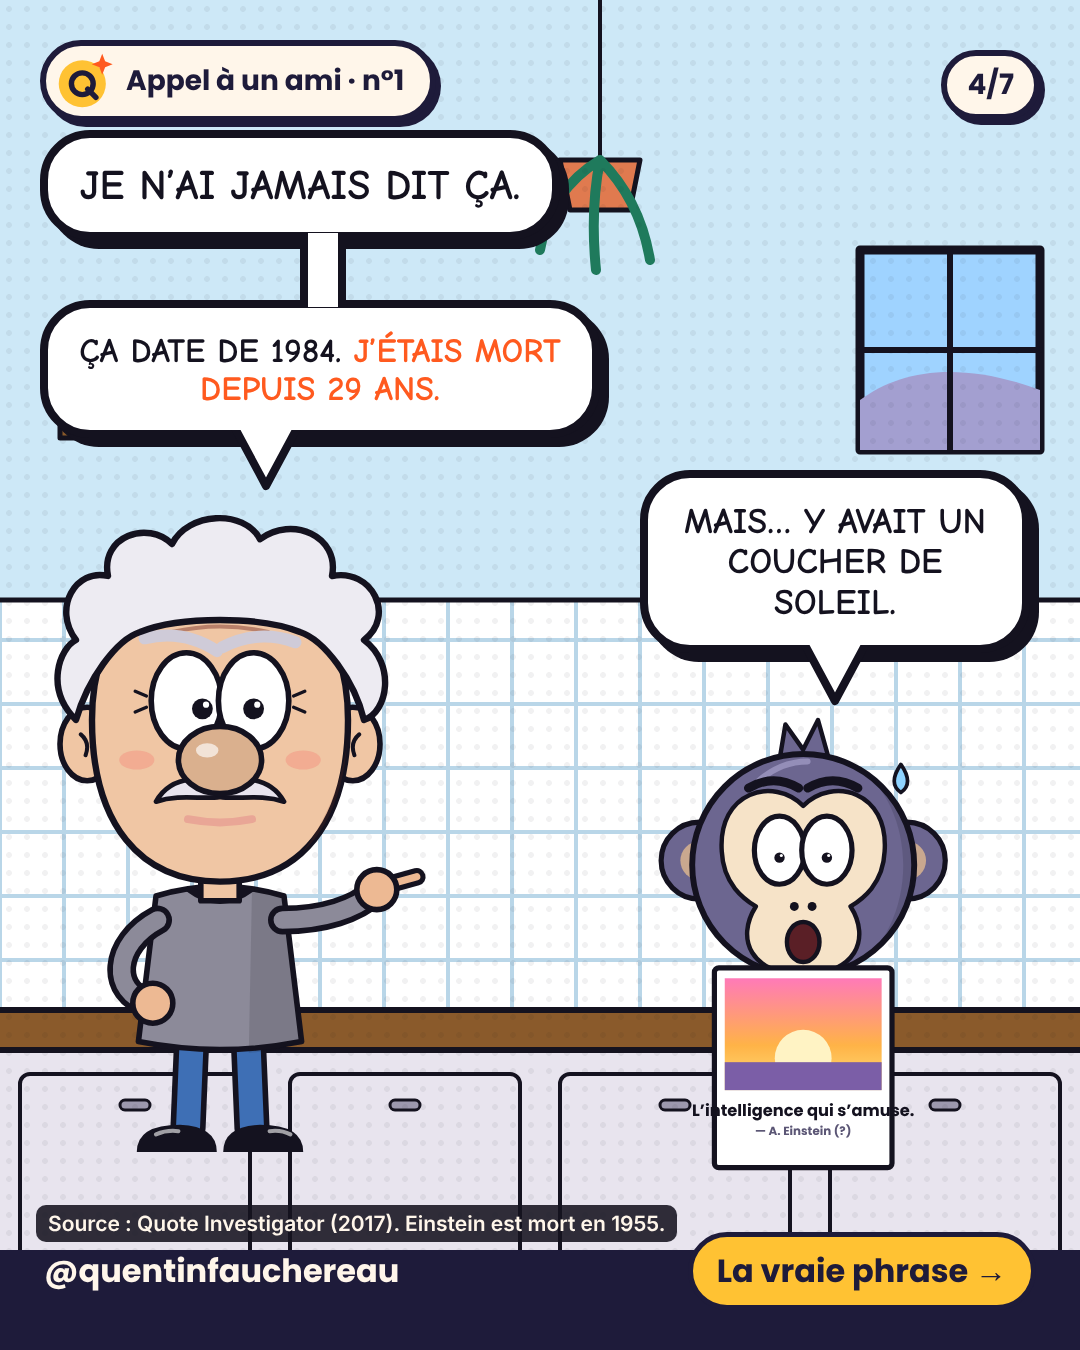 Q Appel à un ami · n°1
4/7
JE N'AI JAMAIS DIT ÇA.
ÇA DATE DE 1984. J'ÉTAIS MORT
DEPUIS 29 ANS.
MAIS... Y AVAIT UN
COUCHER DE
SOLEIL.
L'intelligence qui s'amuse.
— A. Einstein (?)
Source : Quote Investigator (2017). Einstein est mort en 1955.
@quentinfauchereau
La vraie phrase →